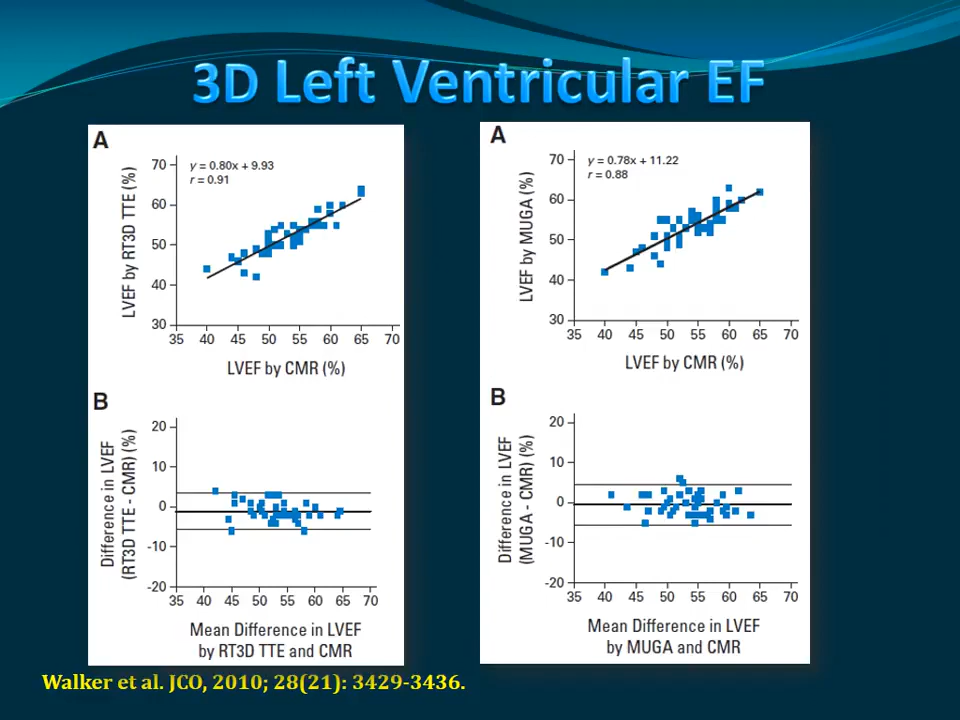 3D Left Ventricular EF
A
y = 0.80x + 9.93
r = 0.91
LVEF by RT3D TTE (%)
70
60
50
40
30
35 40 45 50 55 60 65 70
LVEF by CMR (%)
B
Difference in LVEF
(RT3D TTE - CMR) (%)
20
10
0
-10
-20
35 40 45 50 55 60 65 70
Mean Difference in LVEF
by RT3D TTE and CMR
A
y = 0.78x + 11.22
r = 0.88
LVEF by MUGA (%)
70
60
50
40
30
35 40 45 50 55 60 65 70
LVEF by CMR (%)
B
Difference in LVEF
(MUGA - CMR) (%)
20
10
0
-10
-20
35 40 45 50 55 60 65 70
Mean Difference in LVEF
by MUGA and CMR
Walker et al. JCO, 2010; 28(21): 3429-3436.